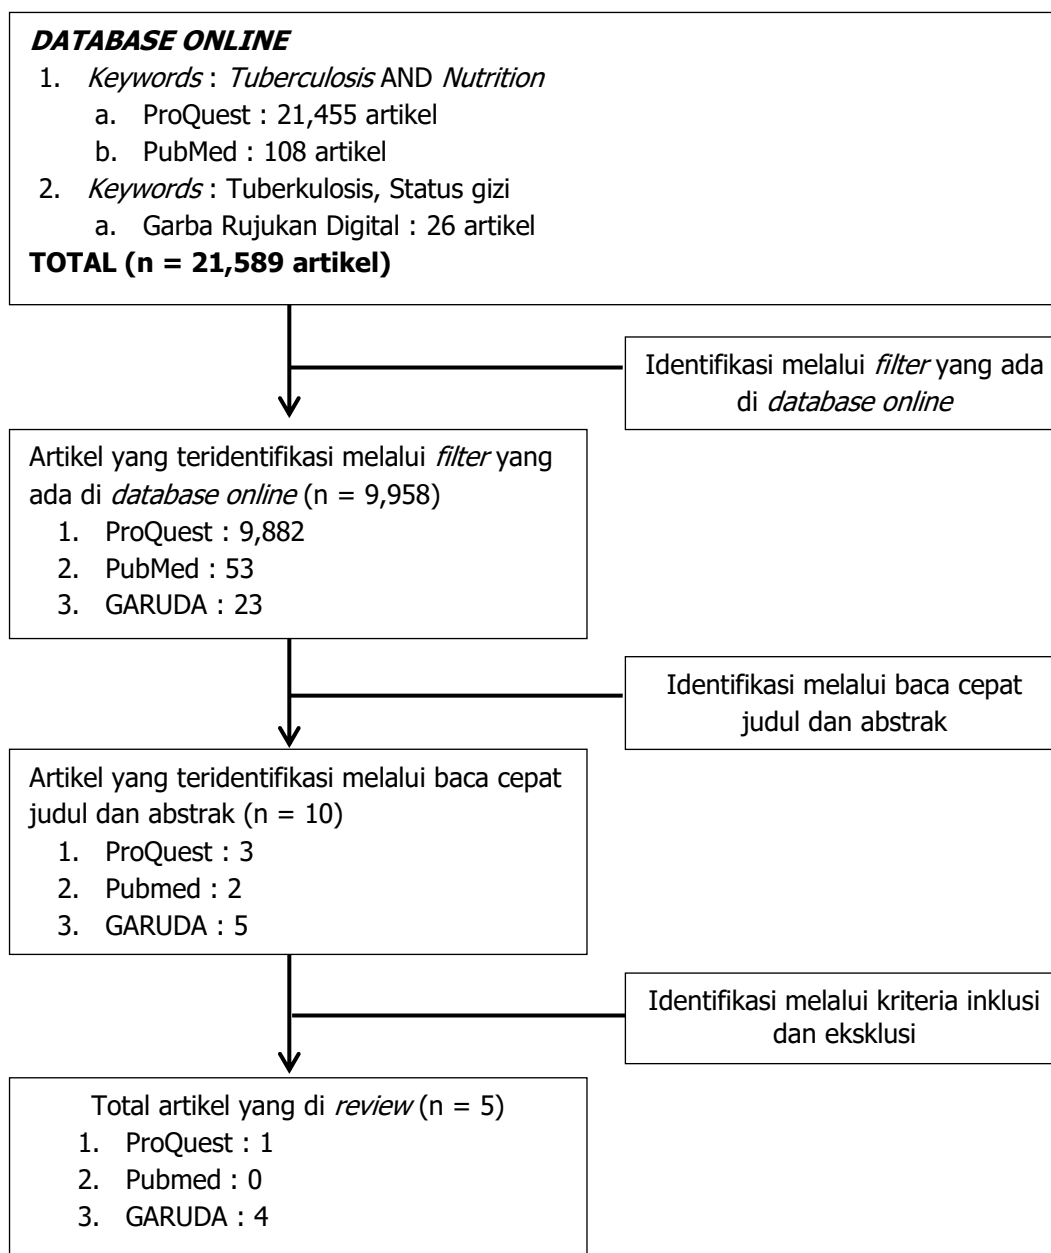 DATABASE ONLINE
1. Keywords : Tuberculosis AND Nutrition
a. ProQuest : 21,455 artikel
b. PubMed : 108 artikel
2. Keywords : Tuberkulosis, Status gizi
a. Garba Rujukan Digital : 26 artikel
TOTAL (n = 21,589 artikel)
Identifikasi melalui filter yang ada
di database online
Artikel yang teridentifikasi melalui filter yang
ada di database online (n = 9,958)
1. ProQuest : 9,882
2. PubMed : 53
3. GARUDA : 23
Identifikasi melalui baca cepat
judul dan abstrak
Artikel yang teridentifikasi melalui baca cepat
judul dan abstrak (n = 10)
1. ProQuest : 3
2. Pubmed : 2
3. GARUDA : 5
Identifikasi melalui kriteria inklusi
dan eksklusi
Total artikel yang di review (n = 5)
1. ProQuest : 1
2. Pubmed : 0
3. GARUDA : 4